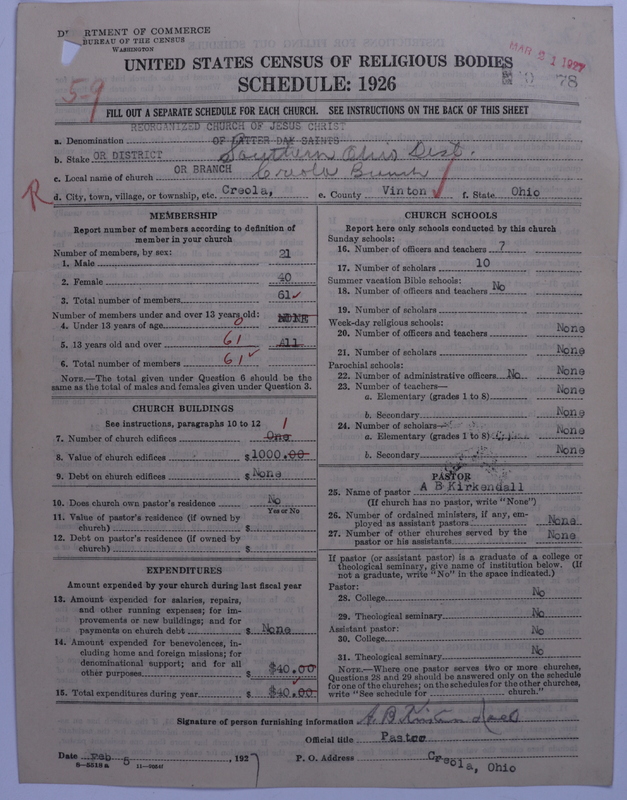 DEPARTMENT OF COMMERCE
BUREAU OF THE CENSUS
WASHINGTON
MAR 21 1927
UNITED STATES CENSUS OF RELIGIOUS BODIES
SCHEDULE: 1926
5-9
78
FILL OUT A SEPARATE SCHEDULE FOR EACH CHURCH. SEE INSTRUCTIONS ON THE BACK OF THIS SHEET
REORGANIZED CHURCH OF JESUS CHRIST
a. Denomination OF LATTER DAY SAINTS
b. Stake OR DISTRICT Southern Ohio Dist.
c. Local name of church OR BRANCH Creola Branch
R d. City, town, village, or township, etc. Creola, e. County Vinton f. State Ohio
MEMBERSHIP
Report number of members according to definition of
member in your church
Number of members, by sex:
1. Male 21
2. Female 40
3. Total number of members 61
Number of members under and over 13 years old:
4. Under 13 years of age 0 NONE
5. 13 years old and over 61 All
6. Total number of members 61
NOTE.—The total given under Question 6 should be
same as the total of males and females given under Question 3.
CHURCH BUILDINGS
See instructions, paragraphs 10 to 12
7. Number of church edifices One 1
8. Value of church edifices $ 1000.00
9. Debt on church edifices $ None
10. Does church own pastor's residence No
Yes or No
11. Value of pastor's residence (if owned by
church) $
12. Debt on pastor's residence (if owned by
church) $
EXPENDITURES
Amount expended by your church during last fiscal year
13. Amount expended for salaries, repairs,
and other running expenses; for im-
provements or new buildings; and for
payments on church debt $ None
14. Amount expended for benevolences, in-
cluding home and foreign missions; for
denominational support; and for all
other purposes $ $40.00
15. Total expenditures during year $ $40.00
CHURCH SCHOOLS
Report here only schools conducted by this church
Sunday schools:
16. Number of officers and teachers 7
17. Number of scholars 10
Summer vacation Bible schools:
18. Number of officers and teachers No
19. Number of scholars
Week-day religious schools:
20. Number of officers and teachers None
21. Number of scholars None
Parochial schools:
22. Number of administrative officers No None
23. Number of teachers—
a. Elementary (grades 1 to 8) None
b. Secondary None
24. Number of scholars—
a. Elementary (grades 1 to 8) None
b. Secondary None
PASTOR
25. Name of pastor A B Kirkendall
(If church has no pastor, write "None")
26. Number of ordained ministers, if any, em-
ployed as assistant pastors None
27. Number of other churches served by the
pastor or his assistants None
If pastor (or assistant pastor) is a graduate of a college or
theological seminary, give name of institution below. (If
not a graduate, write "No" in the space indicated.)
Pastor:
28. College No
29. Theological seminary No
Assistant pastor:
30. College No
31. Theological seminary No
NOTE.—Where one pastor serves two or more churches,
Questions 28 and 29 should be answered only on the schedule
for one of the churches; on the schedules for the other churches,
write "See schedule for church."
Signature of person furnishing information A. B. Kirkendall
Official title Pastor
Date Feb 5 1927 P. O. Address Creola, Ohio
8-5518 a